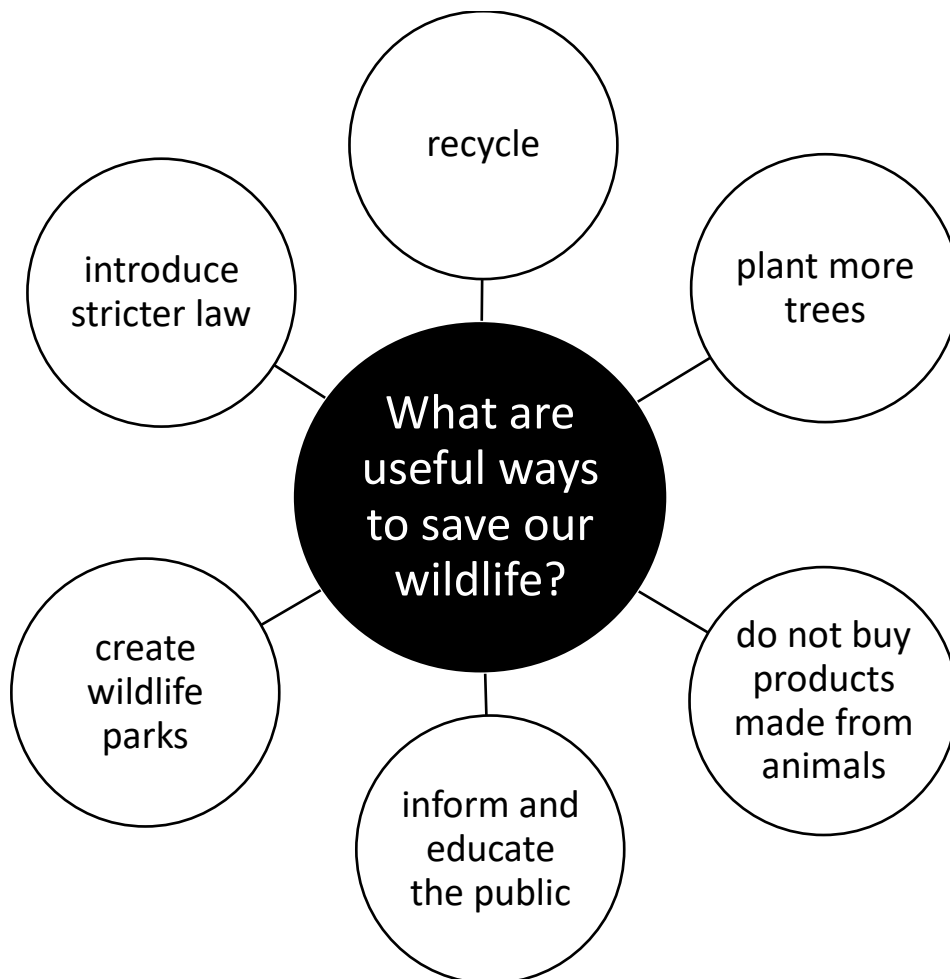 recycle
introduce
stricter law
plant more
trees
What are
useful ways
to save our
wildlife?
create
wildlife
parks
do not buy
products
made from
animals
inform and
educate
the public